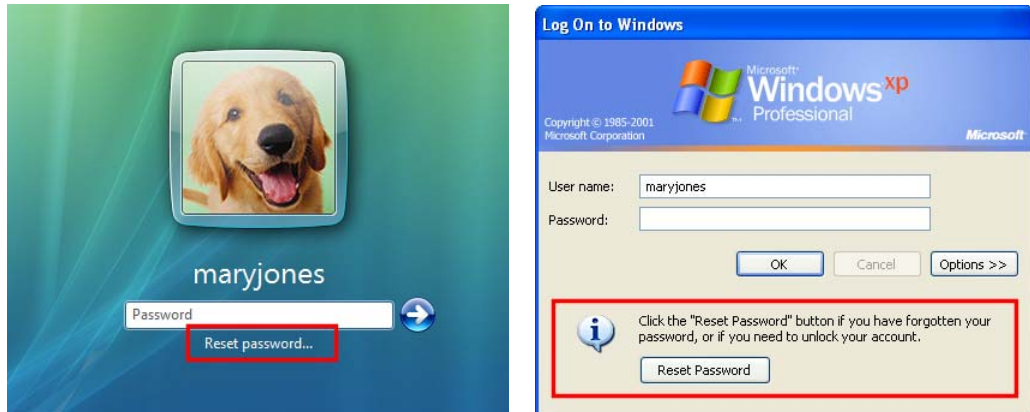 maryjones
Password
Reset password...
Log On to Windows
Microsoft®
Windows xp
Professional
Copyright © 1985-2001
Microsoft Corporation
Microsoft
User name: maryjones
Password:
OK Cancel Options >>
Click the "Reset Password" button if you have forgotten your
password, or if you need to unlock your account.
Reset Password